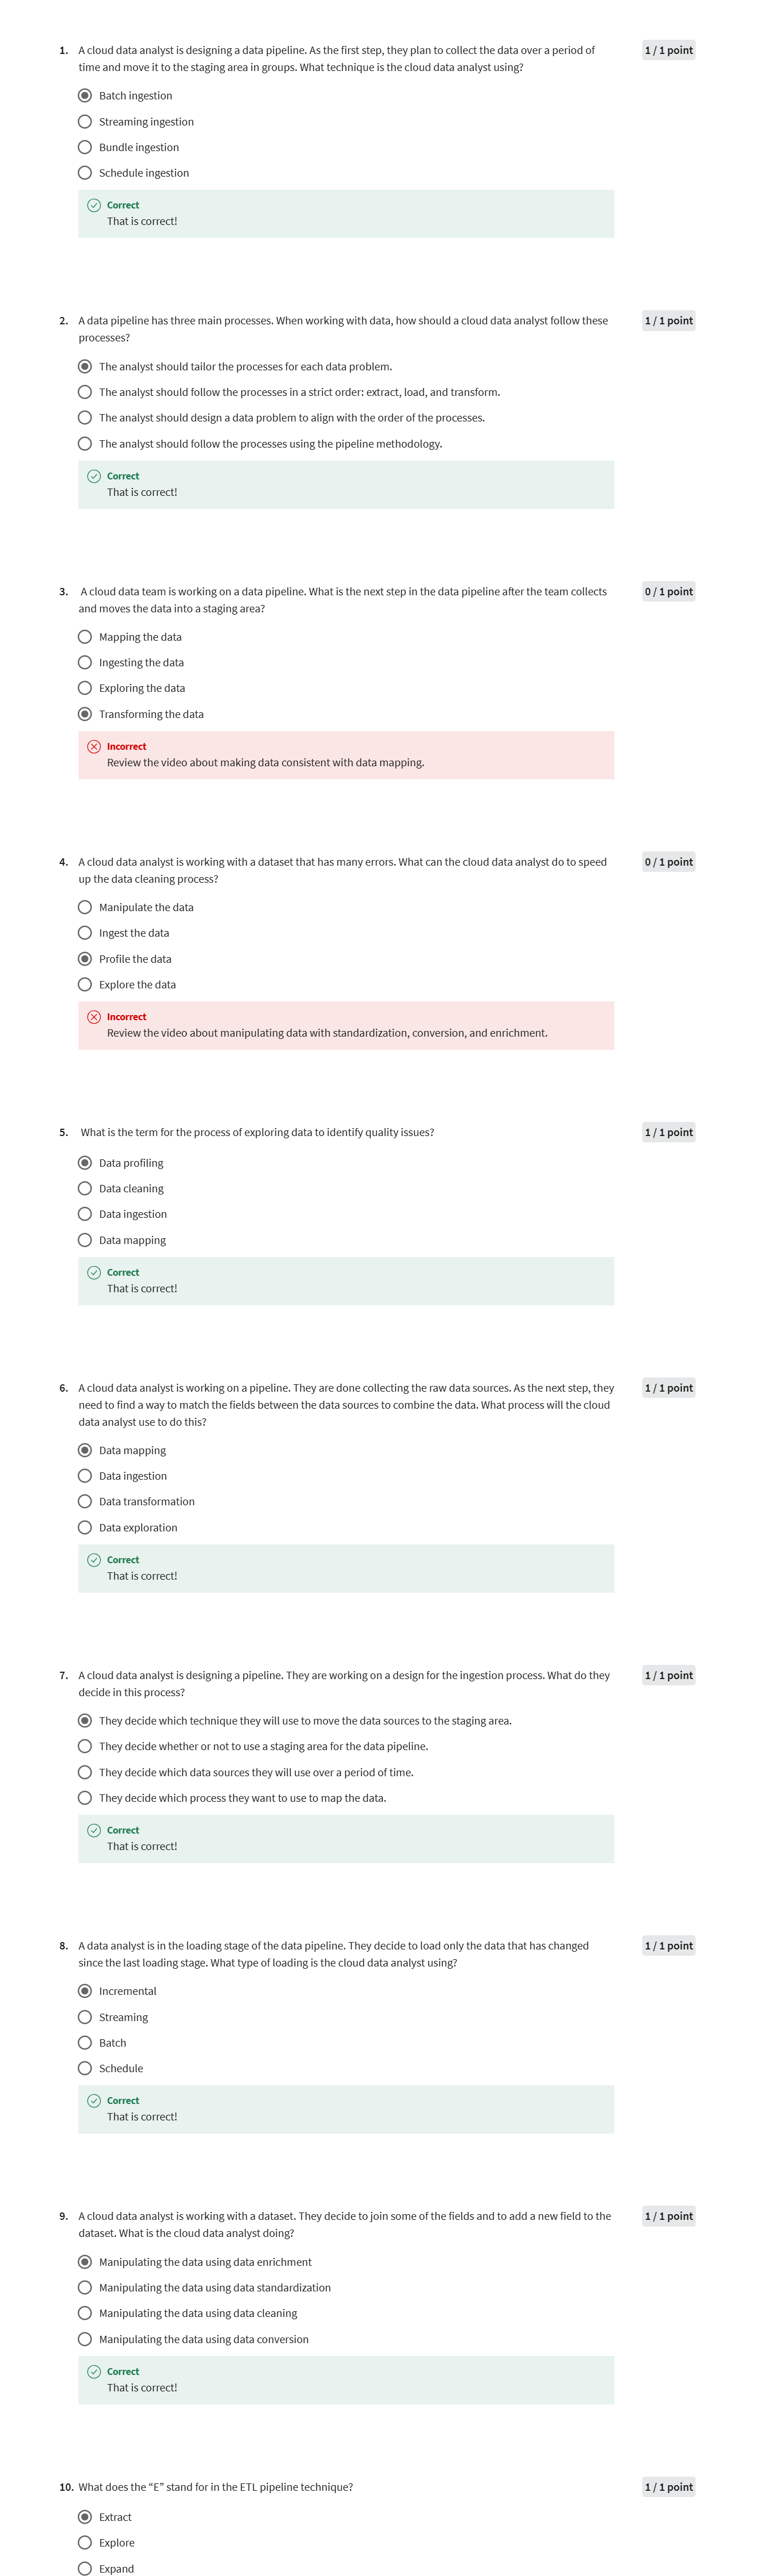 1. A cloud data analyst is designing a data pipeline. As the first step, they plan to collect the data over a period of
time and move it to the staging area in groups. What technique is the cloud data analyst using?
1 / 1 point
Batch ingestion
Streaming ingestion
Bundle ingestion
Schedule ingestion
Correct
That is correct!
2. A data pipeline has three main processes. When working with data, how should a cloud data analyst follow these
processes?
1 / 1 point
The analyst should tailor the processes for each data problem.
The analyst should follow the processes in a strict order: extract, load, and transform.
The analyst should design a data problem to align with the order of the processes.
The analyst should follow the processes using the pipeline methodology.
Correct
That is correct!
3. A cloud data team is working on a data pipeline. What is the next step in the data pipeline after the team collects
and moves the data into a staging area?
0 / 1 point
Mapping the data
Ingesting the data
Exploring the data
Transforming the data
Incorrect
Review the video about making data consistent with data mapping.
4. A cloud data analyst is working with a dataset that has many errors. What can the cloud data analyst do to speed
up the data cleaning process?
0 / 1 point
Manipulate the data
Ingest the data
Profile the data
Explore the data
Incorrect
Review the video about manipulating data with standardization, conversion, and enrichment.
5. What is the term for the process of exploring data to identify quality issues?
1 / 1 point
Data profiling
Data cleaning
Data ingestion
Data mapping
Correct
That is correct!
6. A cloud data analyst is working on a pipeline. They are done collecting the raw data sources. As the next step, they
need to find a way to match the fields between the data sources to combine the data. What process will the cloud
data analyst use to do this?
1 / 1 point
Data mapping
Data ingestion
Data transformation
Data exploration
Correct
That is correct!
7. A cloud data analyst is designing a pipeline. They are working on a design for the ingestion process. What do they
decide in this process?
1 / 1 point
They decide which technique they will use to move the data sources to the staging area.
They decide whether or not to use a staging area for the data pipeline.
They decide which data sources they will use over a period of time.
They decide which process they want to use to map the data.
Correct
That is correct!
8. A data analyst is in the loading stage of the data pipeline. They decide to load only the data that has changed
since the last loading stage. What type of loading is the cloud data analyst using?
1 / 1 point
Incremental
Streaming
Batch
Schedule
Correct
That is correct!
9. A cloud data analyst is working with a dataset. They decide to join some of the fields and to add a new field to the
dataset. What is the cloud data analyst doing?
1 / 1 point
Manipulating the data using data enrichment
Manipulating the data using data standardization
Manipulating the data using data cleaning
Manipulating the data using data conversion
Correct
That is correct!
10. What does the “E” stand for in the ETL pipeline technique?
1 / 1 point
Extract
Explore
Expand